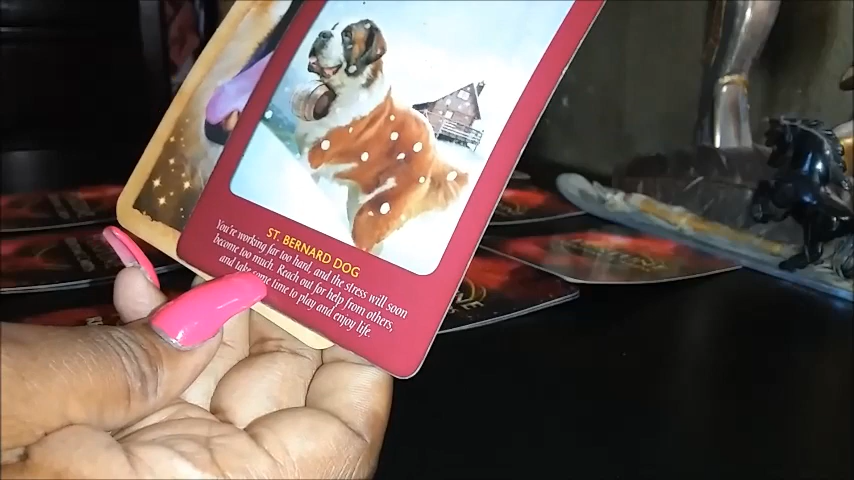 ST. BERNARD DOG
You're working far too hard, and the stress will soon
become too much. Reach out for help from others,
and take some time to play and enjoy life.